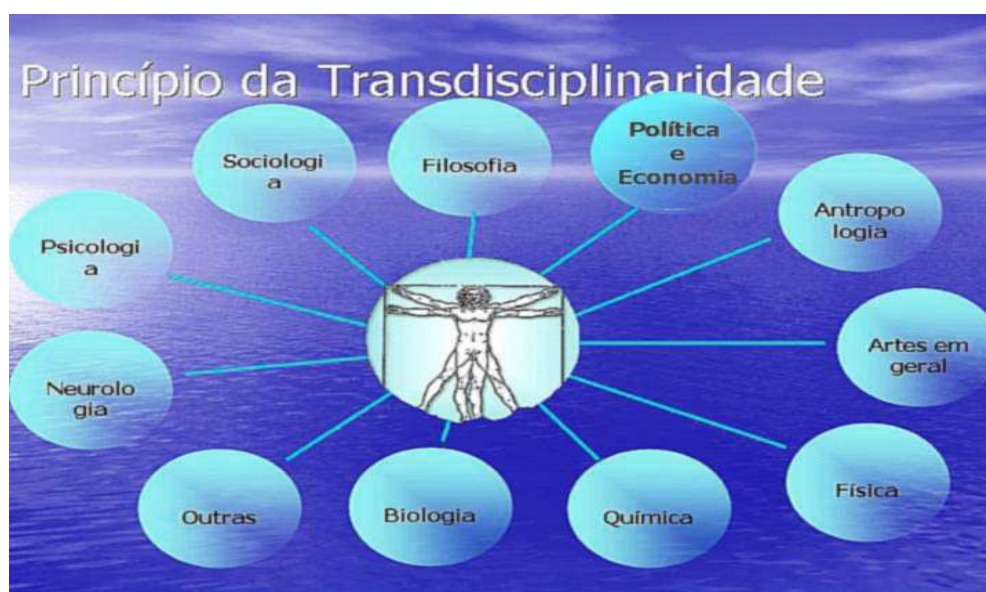 Princípio da Transdisciplinaridade
Sociologi
a
Filosofia
Política
e
Economia
Antropo
logia
Psicologi
a
Artes em
geral
Neurolo
gia
Física
Outras
Biologia
Química